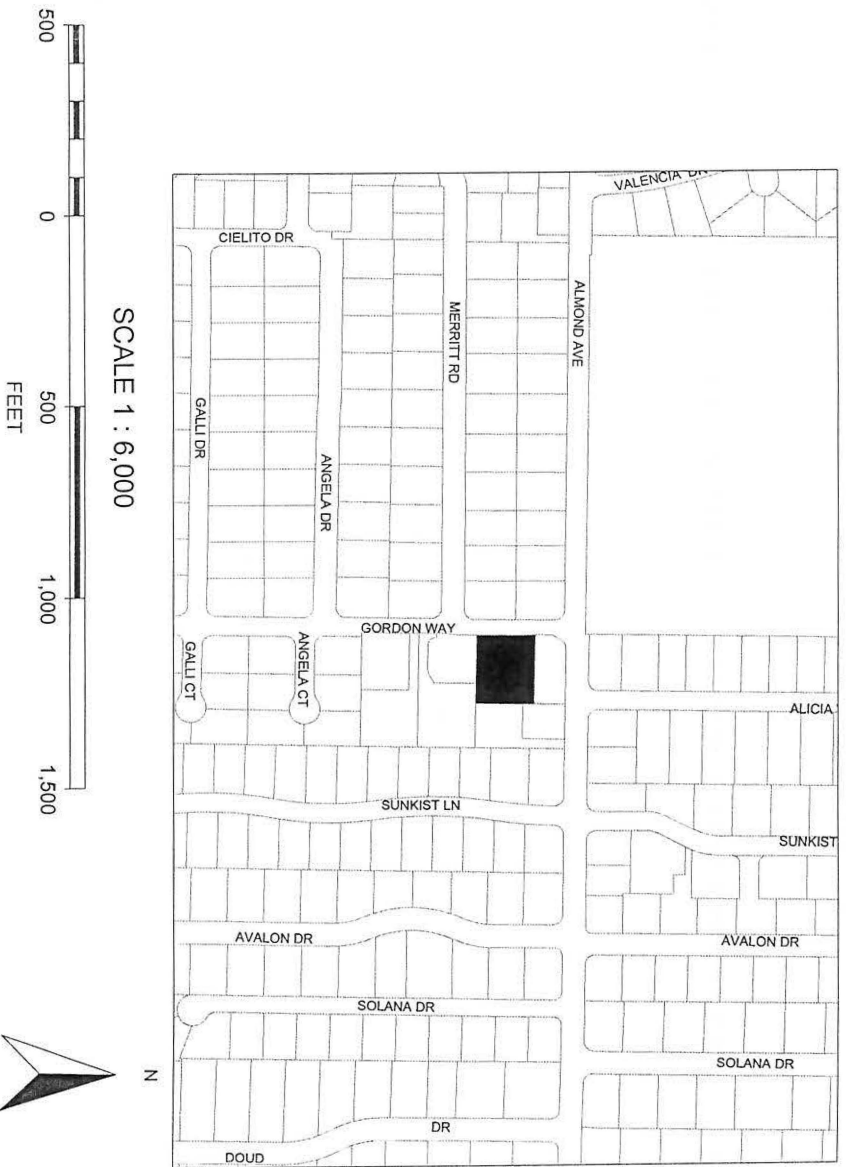 VALENCIA DR
CIELITO DR
MERRITT RD
ALMOND AVE
GALLI DR
ANGELA DR
GORDON WAY
GALLI CT
ANGELA CT
ALICIA
SUNKIST LN
SUNKIST
AVALON DR
AVALON DR
SOLANA DR
SOLANA DR
DR
DOUD
SCALE 1 : 6,000
500 0 500 1,000 1,500
FEET
N